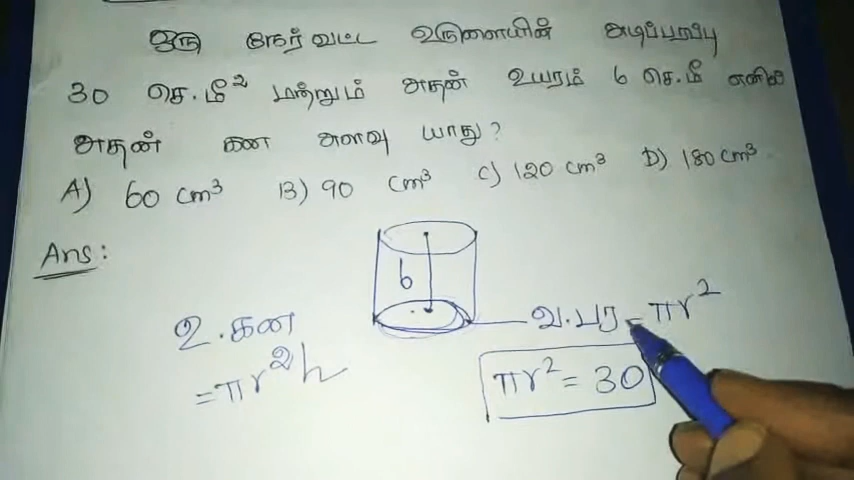 ஒரு நேர் வட்ட உருளையின் அடிப்பரப்பு
30 செ.மீ² மற்றும் அதன் உயரம் 6 செ.மீ எனில்
அதன் கன அளவு யாது?
A) 60 cm³ B) 90 cm³ C) 120 cm³ D) 180 cm³
Ans:
6
உ.கன
= πr²h
வ.பர = πr²
πr² = 30